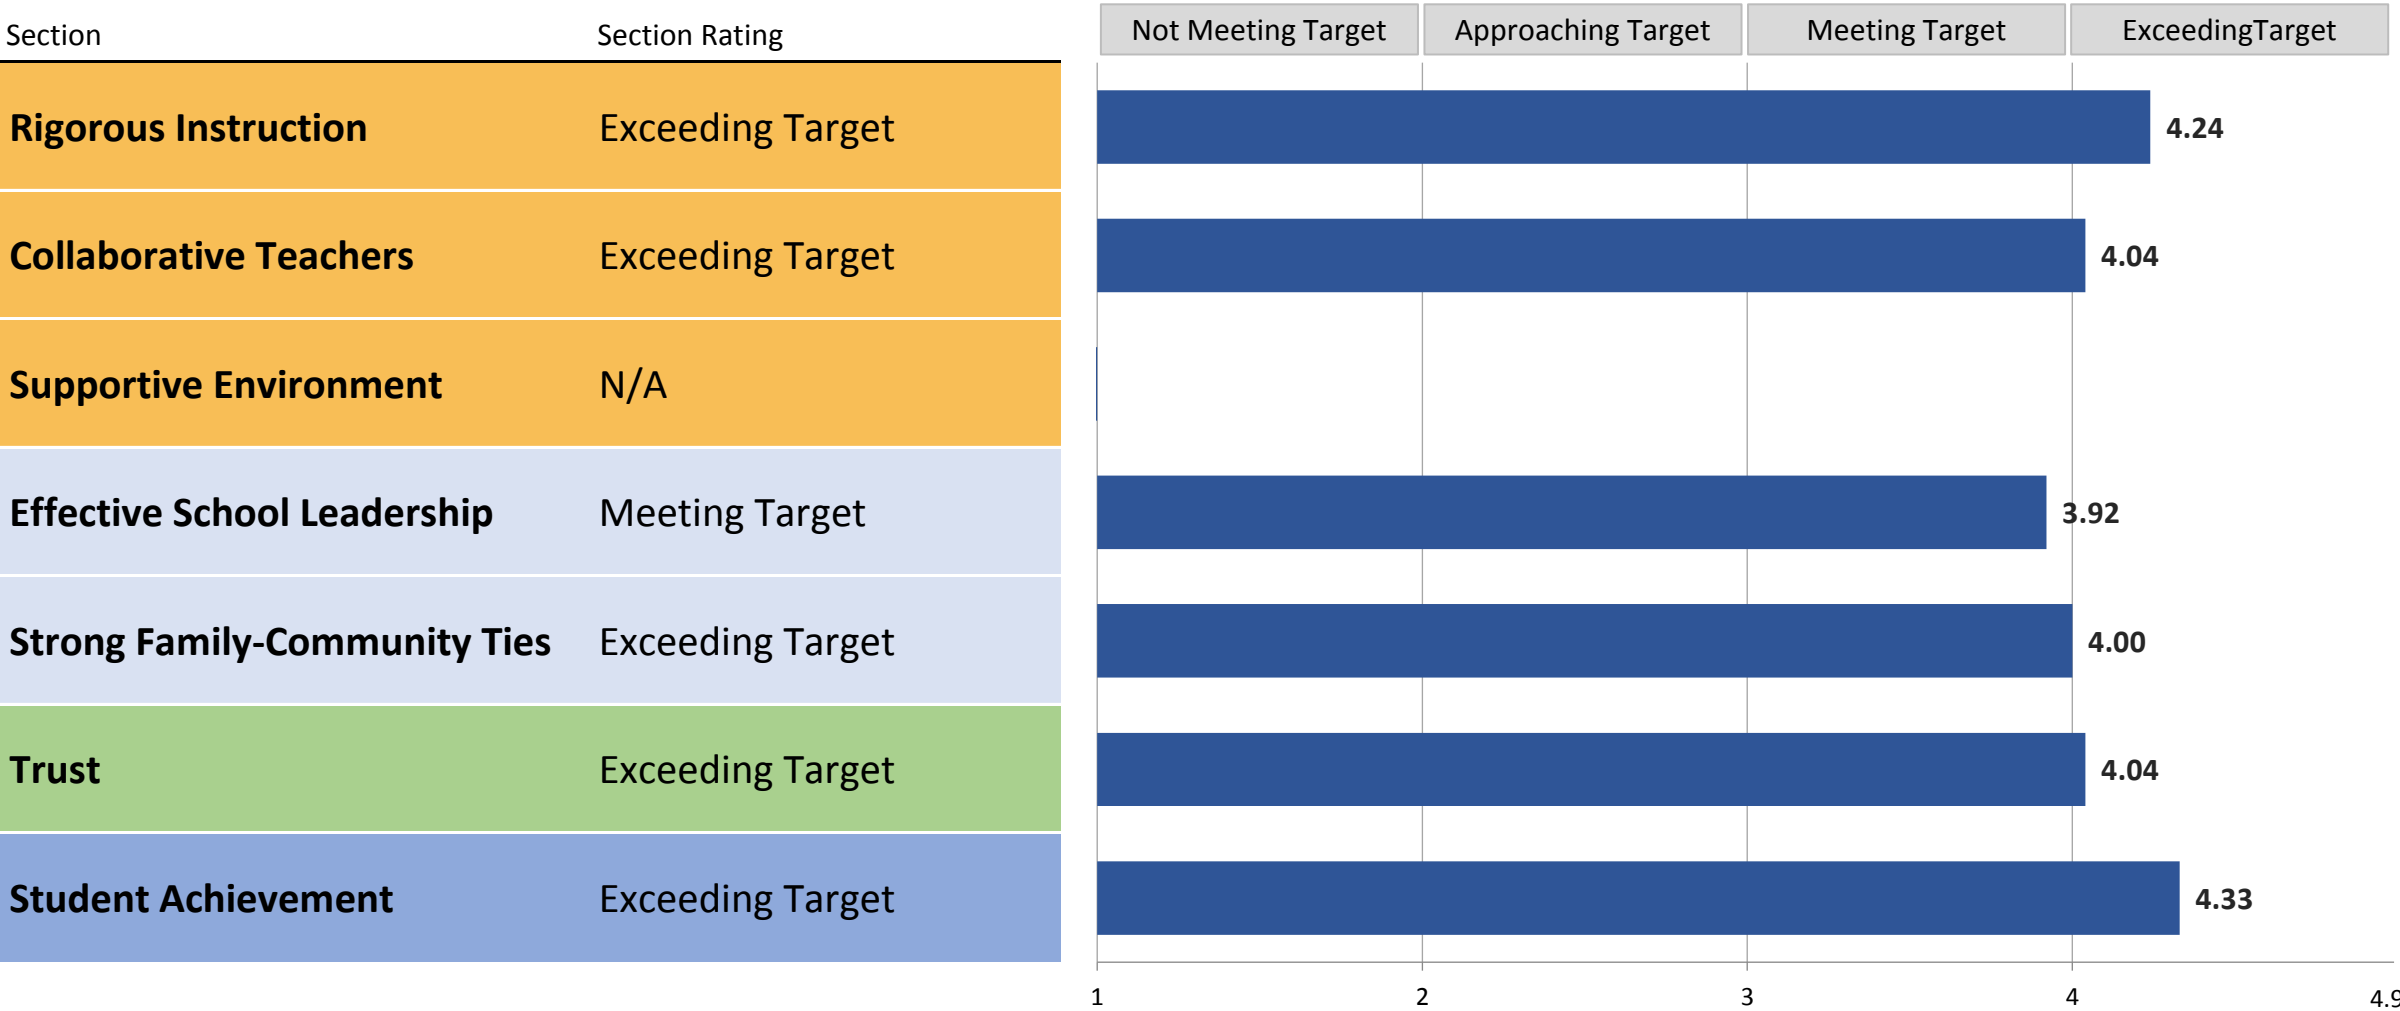 Section Section Rating Not Meeting Target Approaching Target Meeting Target ExceedingTarget
Rigorous Instruction Exceeding Target 4.24
Collaborative Teachers Exceeding Target 4.04
Supportive Environment N/A
Effective School Leadership Meeting Target 3.92
Strong Family-Community Ties Exceeding Target 4.00
Trust Exceeding Target 4.04
Student Achievement Exceeding Target 4.33
1 2 3 4 4.9